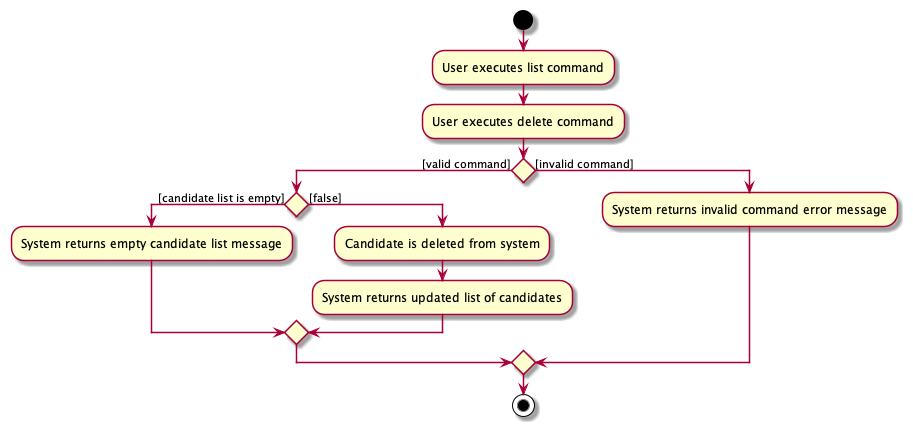 User executes list command
User executes delete command
[valid command]
[invalid command]
[candidate list is empty]
[false]
System returns invalid command error message
System returns empty candidate list message
Candidate is deleted from system
System returns updated list of candidates